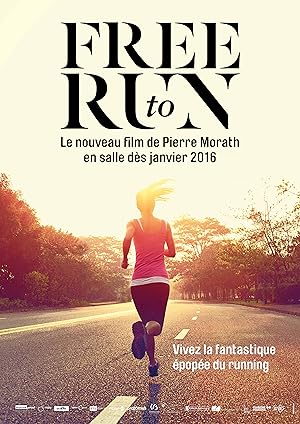 FREE
to
RUN
Le nouveau film de Pierre Morath
en salle dès janvier 2016
Vivez la fantastique
épopée du running